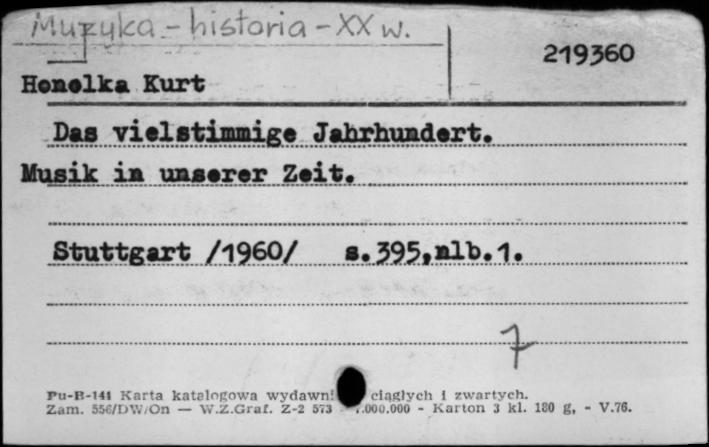 Muzyka - historia - XX w.
219360
Honolka Kurt
Das vielstimmige Jahrhundert.
Musik in unserer Zeit.
Stuttgart /1960/ s.395,nlb.1.
7
Pu-B-141 Karta katalogowa wydawni ciągłych i zwartych.
Zam. 556/DW/On — W.Z.Graf. Z-2 573 .000.000 - Karton 3 kl. 180 g, - V.76.